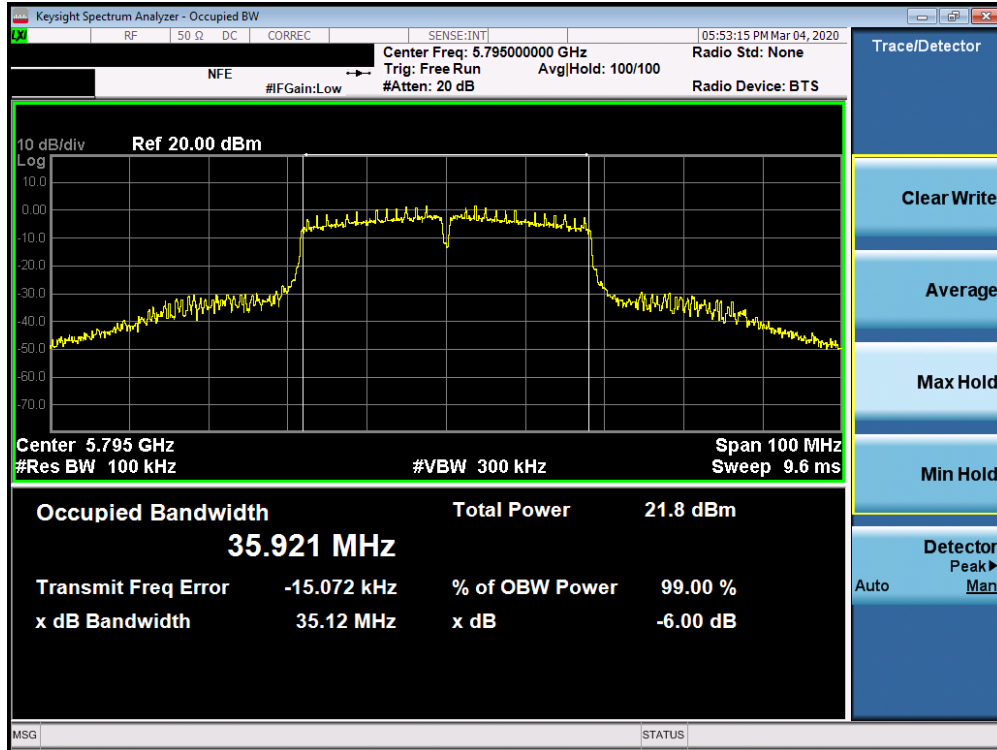 Keysight Spectrum Analyzer - Occupied BW
LXI RF 50 Ω DC CORREC SENSE:INT 05:53:15 PM Mar 04, 2020
Center Freq: 5.795000000 GHz Radio Std: None
NFE Trig: Free Run Avg|Hold: 100/100
#IFGain:Low #Atten: 20 dB Radio Device: BTS
10 dB/div Ref 20.00 dBm
Log
10.0
0.00
-10.0
-20.0
-30.0
-40.0
-50.0
-60.0
-70.0
Center 5.795 GHz Span 100 MHz
#Res BW 100 kHz #VBW 300 kHz Sweep 9.6 ms
Occupied Bandwidth Total Power 21.8 dBm
35.921 MHz
Transmit Freq Error -15.072 kHz % of OBW Power 99.00 %
x dB Bandwidth 35.12 MHz x dB -6.00 dB
MSG STATUS
Trace/Detector
Clear Write
Average
Max Hold
Min Hold
Detector
Peak
Auto Man